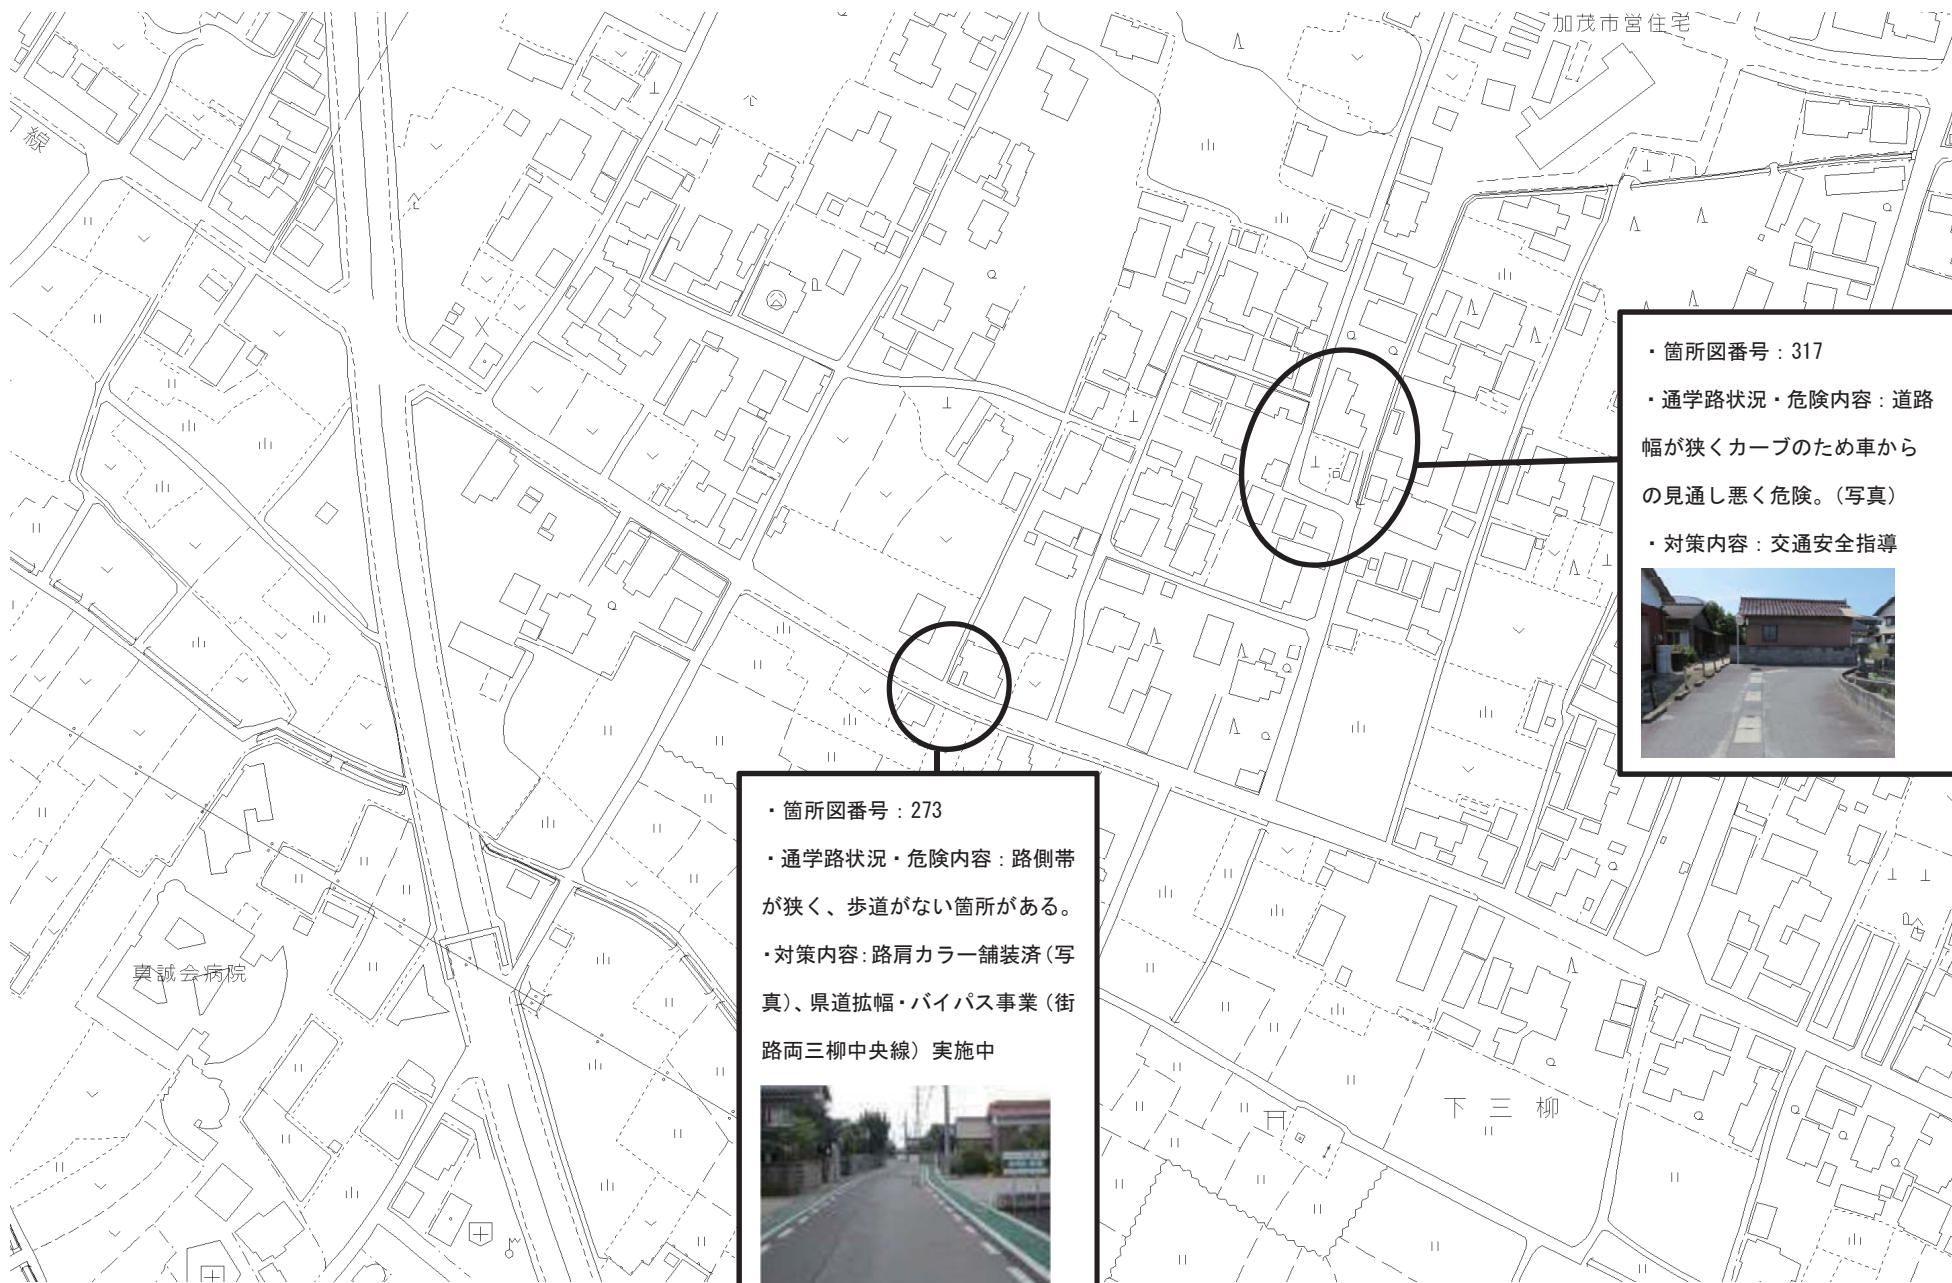 加茂市営住宅
線
・箇所図番号：317
・通学路状況・危険内容：道路
幅が狭くカーブのため車から
の見通し悪く危険。（写真）
・対策内容：交通安全指導
・箇所図番号：273
・通学路状況・危険内容：路側帯
が狭く、歩道がない箇所がある。
・対策内容：路肩カラー舗装済（写
真）、県道拡幅・バイパス事業（街
路両三柳中央線）実施中
真誠会病院
下三柳